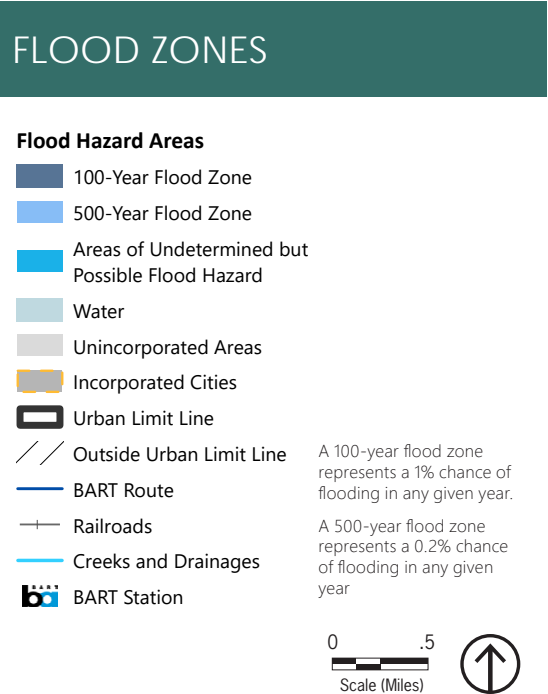 FLOOD ZONES
Flood Hazard Areas
100-Year Flood Zone
500-Year Flood Zone
Areas of Undetermined but
Possible Flood Hazard
Water
Unincorporated Areas
Incorporated Cities
Urban Limit Line
Outside Urban Limit Line
BART Route
Railroads
Creeks and Drainages
BART
ba
BART Station
A 100-year flood zone
represents a 1% chance of
flooding in any given year.
A 500-year flood zone
represents a 0.2% chance
of flooding in any given
year
0 .5
Scale (Miles)